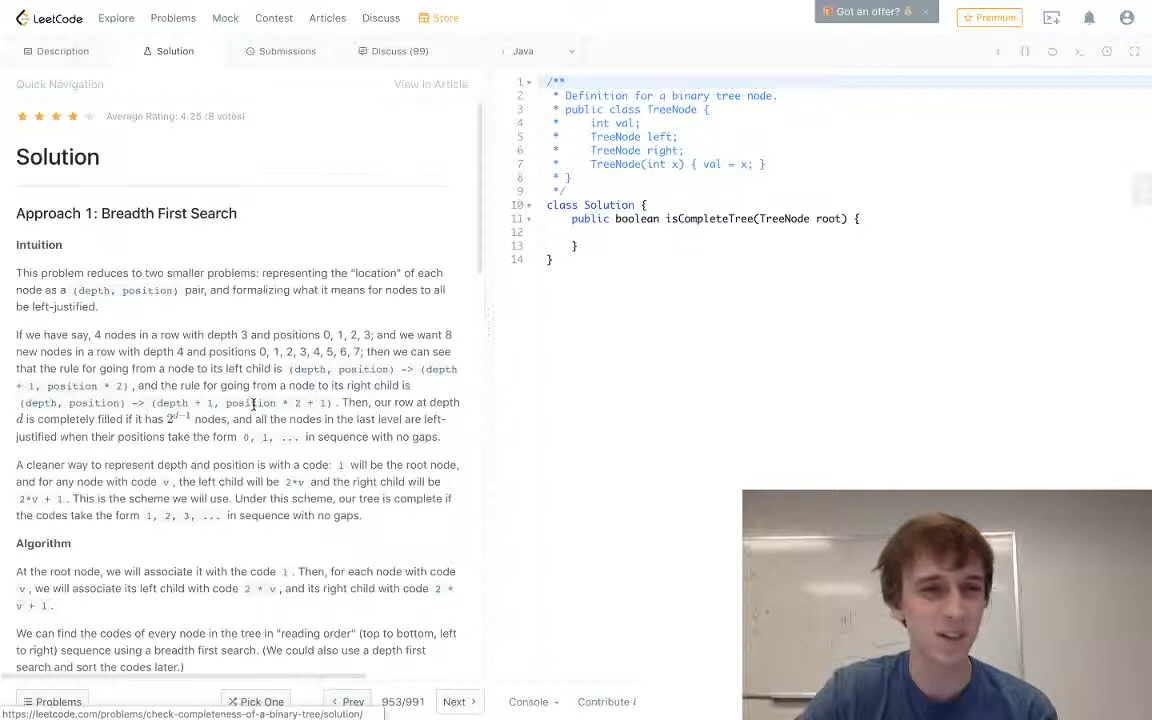 LeetCode Explore Problems Mock Contest Articles Discuss Store Got an offer? × Premium
Description Solution Submissions Discuss (99) i Java
Quick Navigation View in Article
Average Rating: 4.25 (8 votes)
Solution
Approach 1: Breadth First Search
Intuition
This problem reduces to two smaller problems: representing the "location" of each
node as a (depth, position) pair, and formalizing what it means for nodes to all
be left-justified.
If we have say, 4 nodes in a row with depth 3 and positions 0, 1, 2, 3; and we want 8
new nodes in a row with depth 4 and positions 0, 1, 2, 3, 4, 5, 6, 7; then we can see
that the rule for going from a node to its left child is (depth, position) -> (depth
+ 1, position * 2), and the rule for going from a node to its right child is
(depth, position) -> (depth + 1, position * 2 + 1). Then, our row at depth
d is completely filled if it has 2^{d-1} nodes, and all the nodes in the last level are left-
justified when their positions take the form 0, 1, ... in sequence with no gaps.
A cleaner way to represent depth and position is with a code: 1 will be the root node,
and for any node with code v, the left child will be 2*v and the right child will be
2*v + 1. This is the scheme we will use. Under this scheme, our tree is complete if
the codes take the form 1, 2, 3, ... in sequence with no gaps.
Algorithm
At the root node, we will associate it with the code 1. Then, for each node with code
v, we will associate its left child with code 2 * v, and its right child with code 2 *
v + 1.
We can find the codes of every node in the tree in "reading order" (top to bottom, left
to right) sequence using a breadth first search. (We could also use a depth first
search and sort the codes later.)
Problems Pick One Prev 953/991 Next
https://leetcode.com/problems/check-completeness-of-a-binary-tree/solution/
1 /**
2 * Definition for a binary tree node.
3 * public class TreeNode {
4 * int val;
5 * TreeNode left;
6 * TreeNode right;
7 * TreeNode(int x) { val = x; }
8 * }
9 */
10 class Solution {
11 public boolean isCompleteTree(TreeNode root) {
12
13 }
14 }
Console Contribute i